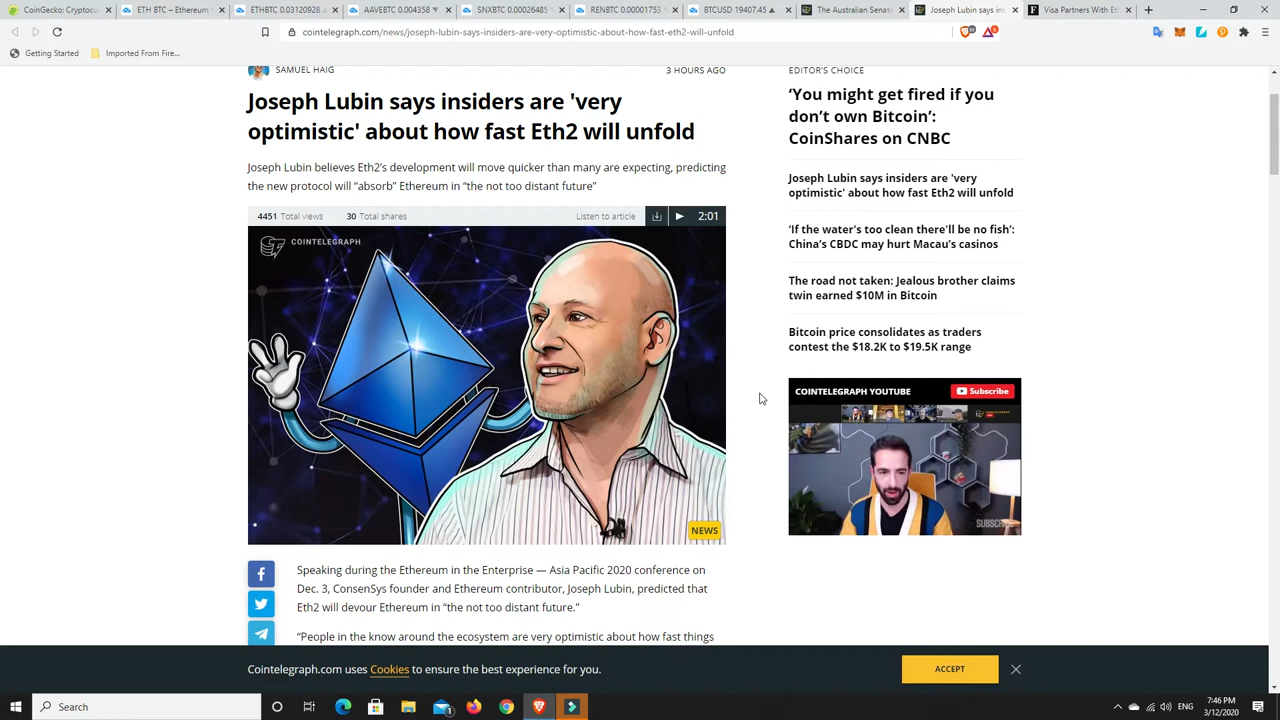 CoinGecko: Cryptocu
ETH BTC – Ethereum
ETHBTC 0.03120928
AAVEBTC 0.004358
SNXBTC 0.00026485
RENBTC 0.00001753
BTCUSD 19407.45
The Australian Senate
Joseph Lubin says ins
Visa Partners With Eth
cointelegraph.com/news/joseph-lubin-says-insiders-are-very-optimistic-about-how-fast-eth2-will-unfold
Getting Started
Imported From Fire...
SAMUEL HAIG
3 HOURS AGO
Joseph Lubin says insiders are 'very
optimistic' about how fast Eth2 will unfold
Joseph Lubin believes Eth2's development will move quicker than many are expecting, predicting
the new protocol will "absorb" Ethereum in "the not too distant future"
4451 Total views
30 Total shares
Listen to article
2:01
COINTELEGRAPH
NEWS
Speaking during the Ethereum in the Enterprise — Asia Pacific 2020 conference on
Dec. 3, ConsenSys founder and Ethereum contributor, Joseph Lubin, predicted that
Eth2 will devour Ethereum in "the not too distant future."
"People in the know around the ecosystem are very optimistic about how fast things
EDITOR'S CHOICE
'You might get fired if you
don't own Bitcoin':
CoinShares on CNBC
Joseph Lubin says insiders are 'very
optimistic' about how fast Eth2 will unfold
'If the water's too clean there'll be no fish':
China's CBDC may hurt Macau's casinos
The road not taken: Jealous brother claims
twin earned $10M in Bitcoin
Bitcoin price consolidates as traders
contest the $18.2K to $19.5K range
COINTELEGRAPH YOUTUBE
Subscribe
SUBSCRIBE
Cointelegraph.com uses Cookies to ensure the best experience for you.
ACCEPT
Search
ENG
7:46 PM
3/12/2020